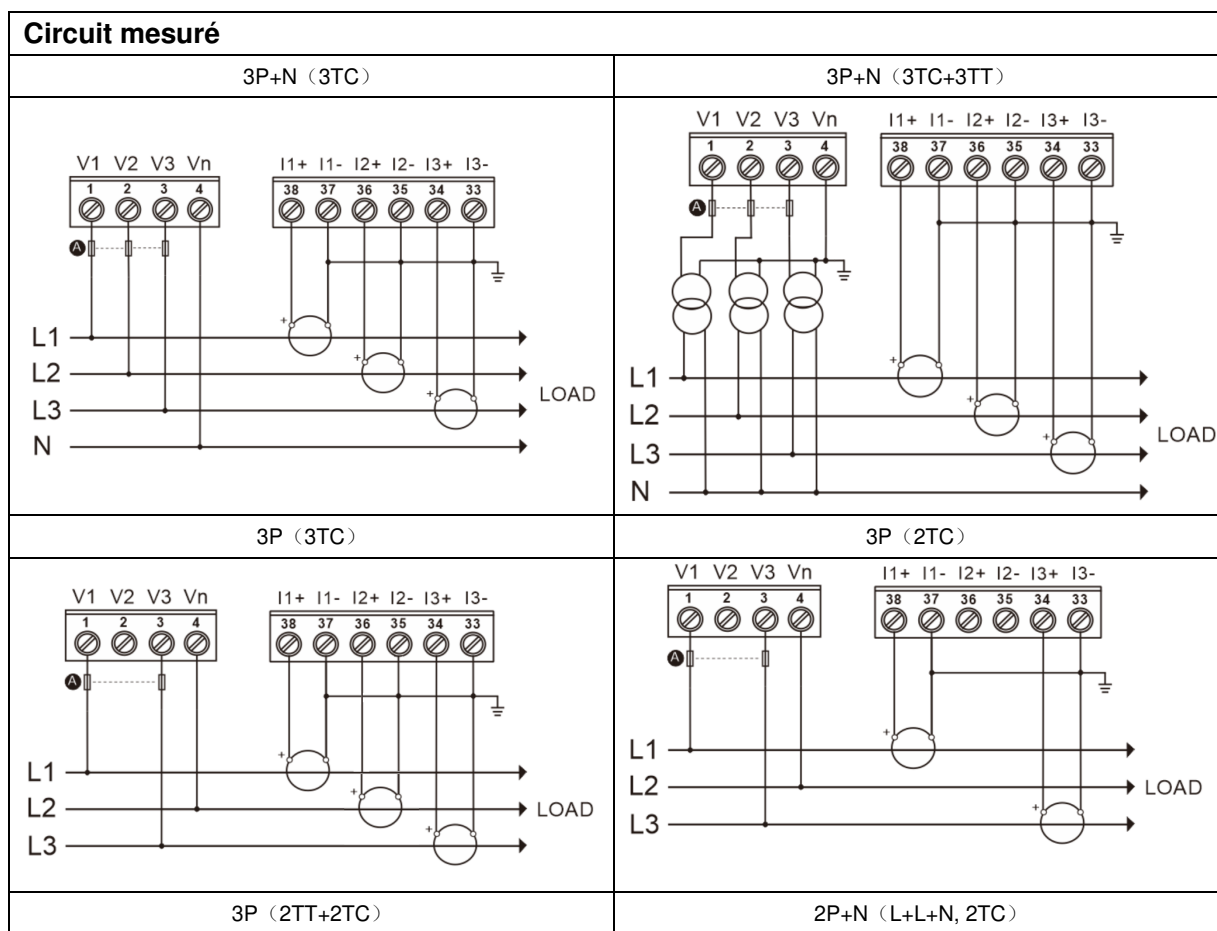 Circuit mesuré
3P+N（3TC）
3P+N（3TC+3TT）
V1 V2 V3 Vn
I1+ I1- I2+ I2- I3+ I3-
1 2 3 4
38 37 36 35 34 33
A
+
L1
+
L2
+
L3
LOAD
N
V1 V2 V3 Vn
I1+ I1- I2+ I2- I3+ I3-
1 2 3 4
38 37 36 35 34 33
A
+
L1
+
L2
LOAD
+
L3
N
3P（3TC）
3P（2TC）
V1 V2 V3 Vn
I1+ I1- I2+ I2- I3+ I3-
1 2 3 4
38 37 36 35 34 33
A
+
L1
+
L2
LOAD
+
L3
V1 V2 V3 Vn
I1+ I1- I2+ I2- I3+ I3-
1 2 3 4
38 37 36 35 34 33
A
+
L1
L2
LOAD
+
L3
3P（2TT+2TC）
2P+N（L+L+N, 2TC）